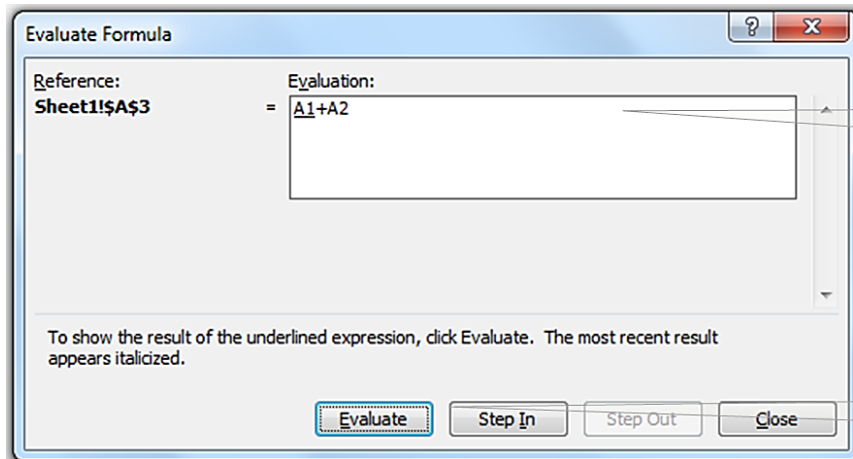 Evaluate Formula
?
Reference:
Evaluation:
Sheet1!$A$3
=
A1+A2
To show the result of the underlined expression, click Evaluate. The most recent result
appears italicized.
Evaluate
Step In
Step Out
Close